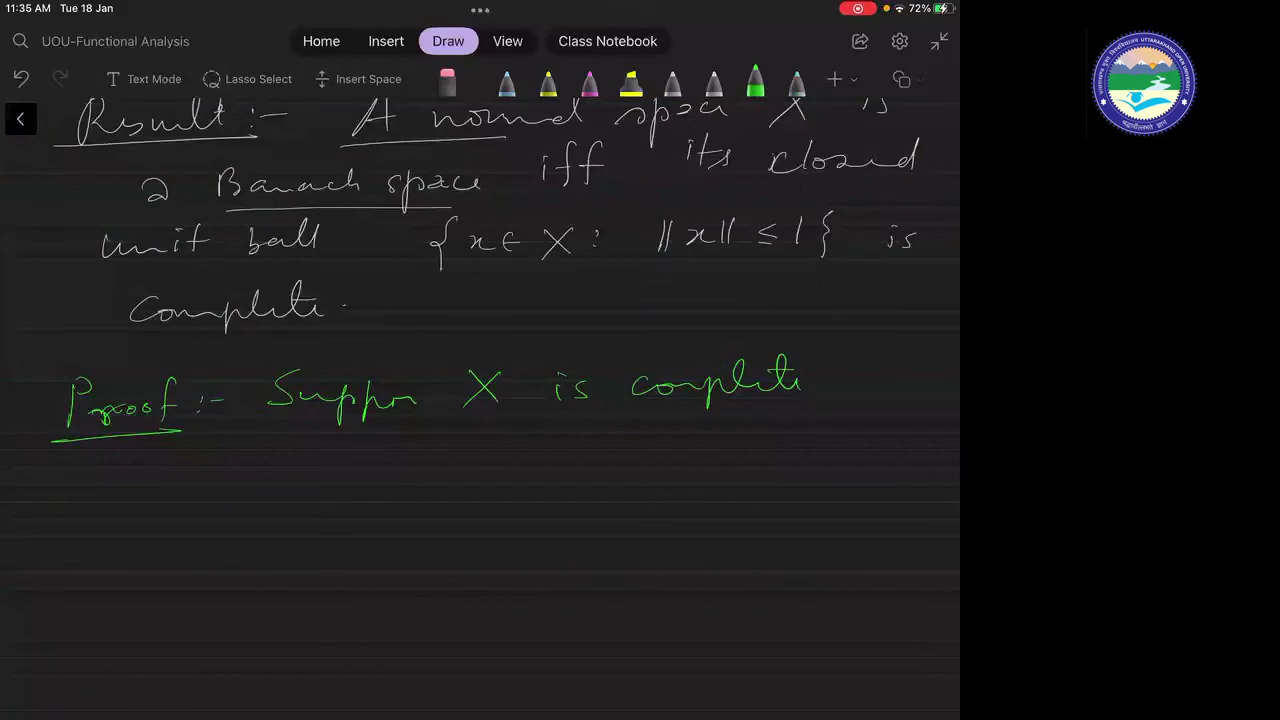 11:35 AM Tue 18 Jan
72%
UOU-Functional Analysis
Home Insert Draw View Class Notebook
Text Mode Lasso Select Insert Space
Result :- A normed space X is
a Banach space iff its closed
unit ball {x ∈ X : ||x|| ≤ 1} is
complete.
Proof :- Suppose X is complete